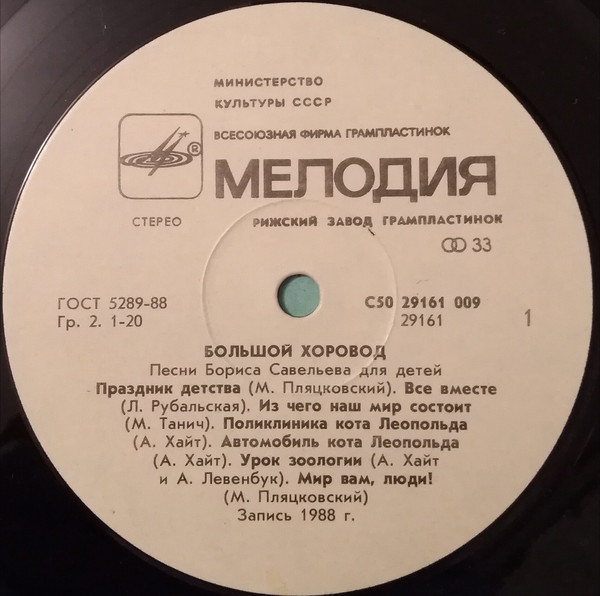 МИНИСТЕРСТВО
КУЛЬТУРЫ СССР
ВСЕСОЮЗНАЯ ФИРМА ГРАМПЛАСТИНОК
®
МЕЛОДИЯ
СТЕРЕО
РИЖСКИЙ ЗАВОД ГРАМПЛАСТИНОК
33
ГОСТ 5289-88
Гр. 2. 1-20
С50 29161 009
29161
1
БОЛЬШОЙ ХОРОВОД
Песни Бориса Савельева для детей
Праздник детства (М. Пляцковский). Все вместе
(Л. Рубальская). Из чего наш мир состоит
(М. Танич). Поликлиника кота Леопольда
(А. Хайт). Автомобиль кота Леопольда
(А. Хайт). Урок зоологии (А. Хайт
и А. Левенбук). Мир вам, люди!
(М. Пляцковский)
Запись 1988 г.